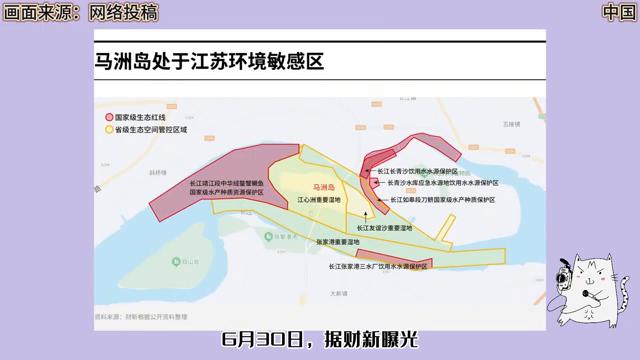 画面来源：网络投稿
中国
马洲岛处于江苏环境敏感区
国家级生态红线
省级生态空间管控区域
长江靖江段中华绒螯蟹鳜鱼
国家级水产种质资源保护区
马洲岛
江心洲重要湿地
长江长青沙饮用水水源保护区
长青沙水库应急水源地饮用水水源保护区
长江如皋段刀鲚国家级水产种质资源保护区
长江友谊沙重要湿地
张家港重要湿地
长江张家港三水厂饮用水水源保护区
大新镇
资料来源：财新根据公开资料整理
6月30日，据财新曝光